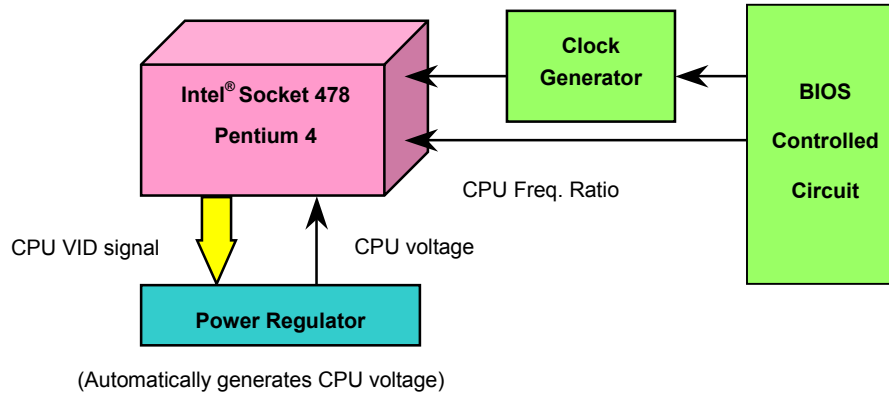 Intel® Socket 478
Pentium 4
Clock
Generator
BIOS
Controlled
Circuit
CPU Freq. Ratio
CPU VID signal
CPU voltage
Power Regulator
(Automatically generates CPU voltage)